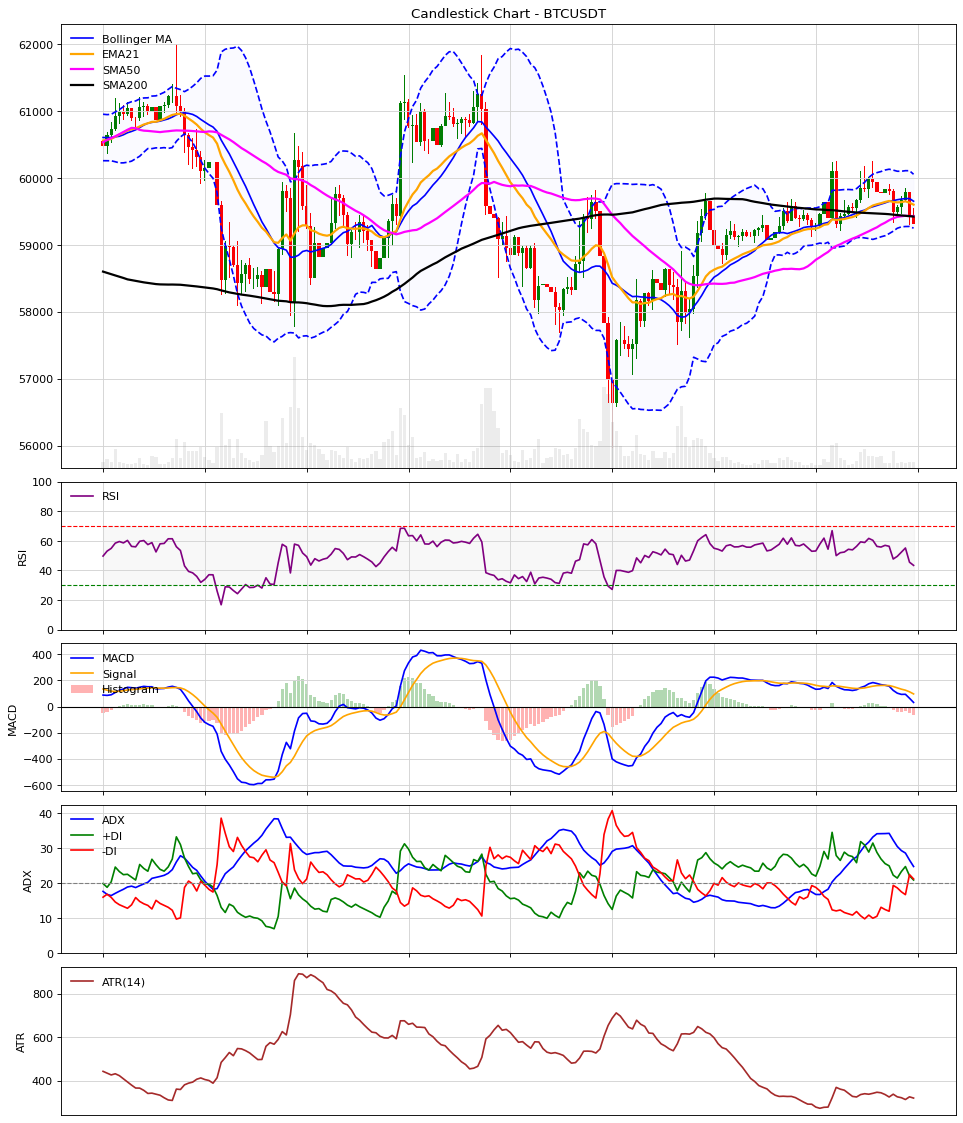 Candlestick Chart - BTCUSDT
62000
61000
60000
59000
58000
57000
56000
Bollinger MA
EMA21
SMA50
SMA200
100
80
60
40
20
0
RSI
RSI
400
200
0
−200
−400
−600
MACD
MACD
Signal
Histogram
40
30
20
10
0
ADX
ADX
+DI
-DI
800
600
400
ATR
ATR(14)